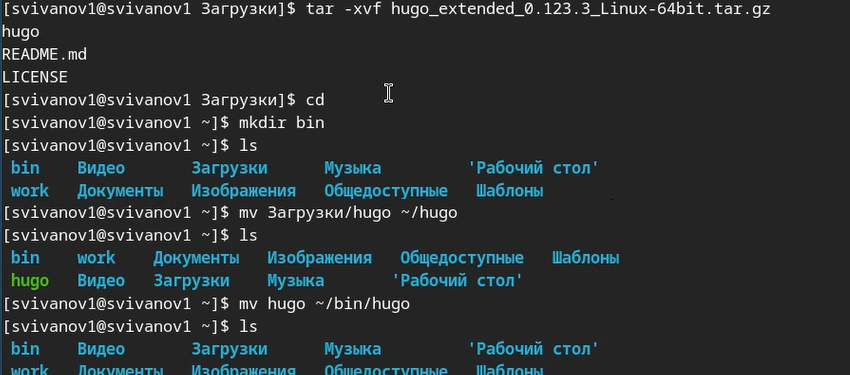 [svivanov1@svivanov1 Загрузки]$ tar -xvf hugo_extended_0.123.3_Linux-64bit.tar.gz
hugo
README.md
LICENSE
[svivanov1@svivanov1 Загрузки]$ cd
[svivanov1@svivanov1 ~]$ mkdir bin
[svivanov1@svivanov1 ~]$ ls
bin Видео Загрузки Музыка 'Рабочий стол'
work Документы Изображения Общедоступные Шаблоны
[svivanov1@svivanov1 ~]$ mv Загрузки/hugo ~/hugo
[svivanov1@svivanov1 ~]$ ls
bin work Документы Изображения Общедоступные Шаблоны
hugo Видео Загрузки Музыка 'Рабочий стол'
[svivanov1@svivanov1 ~]$ mv hugo ~/bin/hugo
[svivanov1@svivanov1 ~]$ ls
bin Видео Загрузки Музыка 'Рабочий стол'
work Документы Изображения Общедоступные Шаблоны